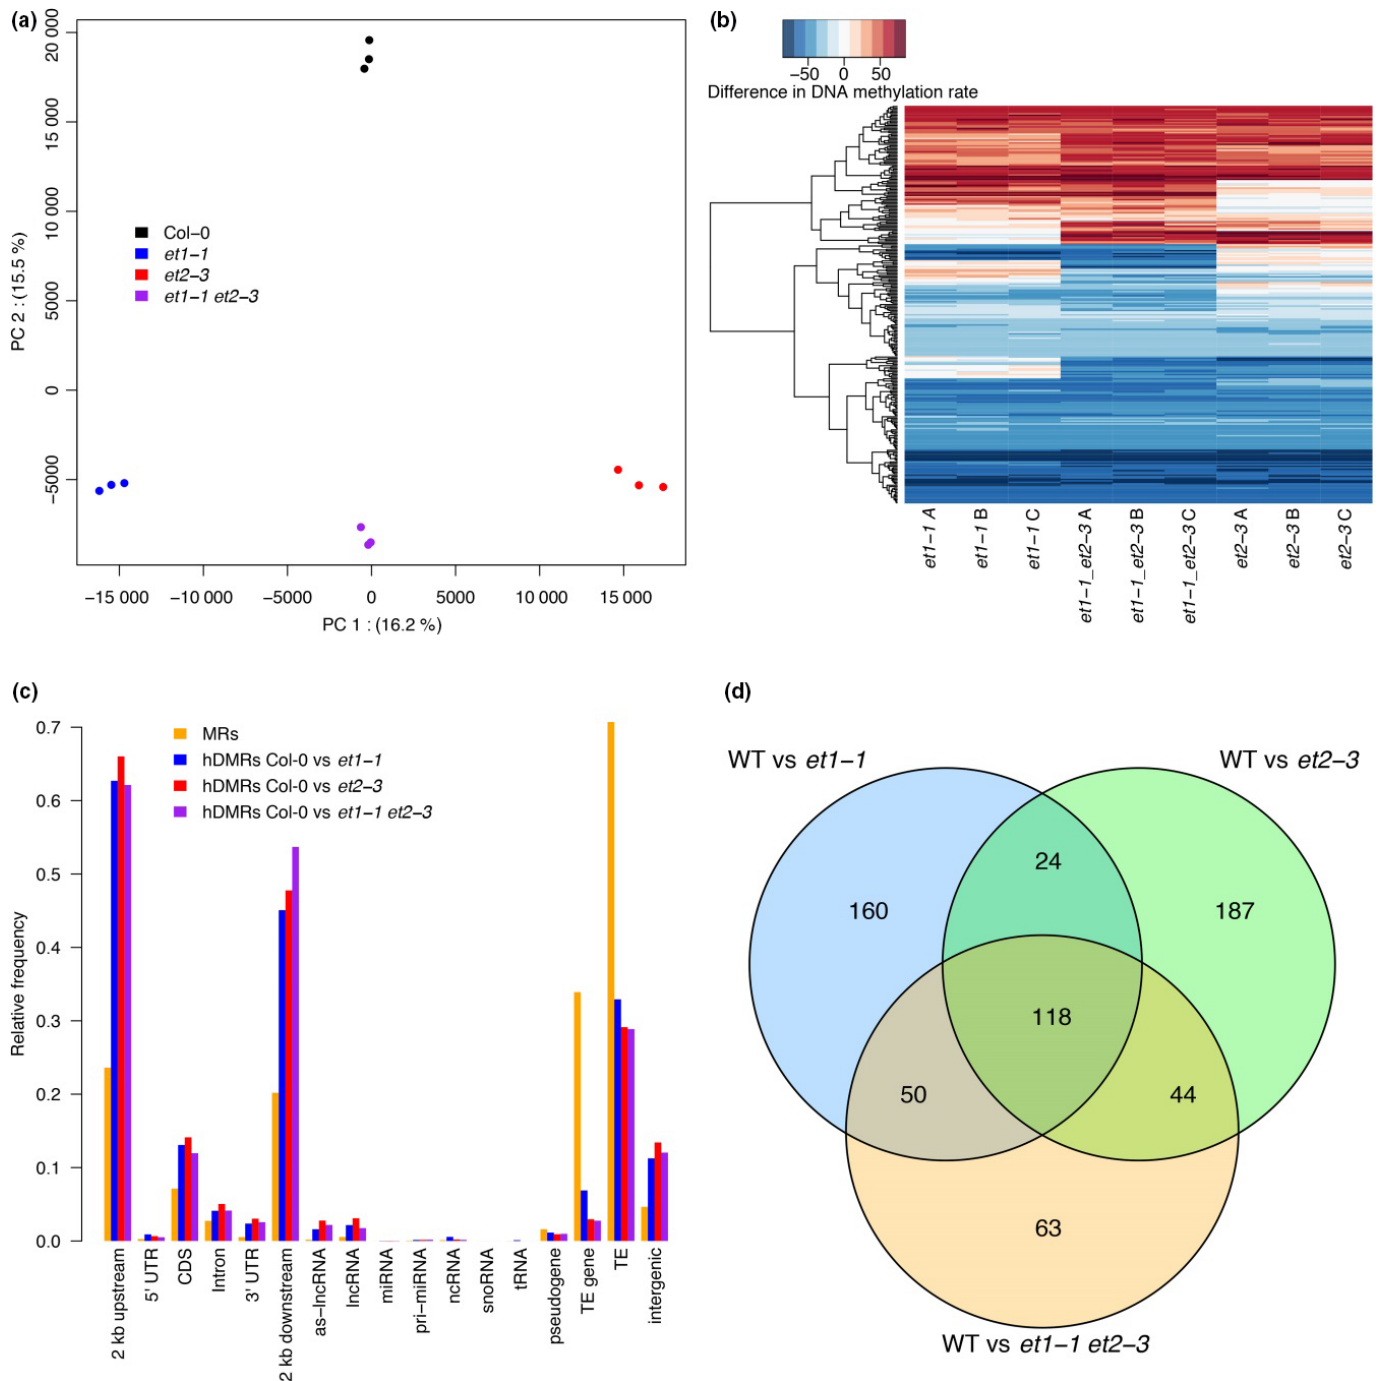 (a)
20 000
15 000
10 000
5000
0
−5000
PC 2 : (15.5 %)
Col−0
et1−1
et2−3
et1−1 et2−3
−15 000
−10 000
−5000
0
5000
10 000
15 000
PC 1 : (16.2 %)
(b)
−50
0
50
Difference in DNA methylation rate
et1−1 A
et1−1 B
et1−1 C
et1−1_et2−3 A
et1−1_et2−3 B
et1−1_et2−3 C
et2−3 A
et2−3 B
et2−3 C
(c)
0.7
0.6
0.5
0.4
0.3
0.2
0.1
0.0
Relative frequency
MRs
hDMRs Col-0 vs et1−1
hDMRs Col-0 vs et2−3
hDMRs Col-0 vs et1−1 et2−3
2 kb upstream
5' UTR
CDS
Intron
3' UTR
2 kb downstream
as−lncRNA
lncRNA
miRNA
pri−miRNA
ncRNA
snoRNA
tRNA
pseudogene
TE gene
TE
intergenic
(d)
WT vs et1−1
WT vs et2−3
24
160
187
118
50
44
63
WT vs et1−1 et2−3